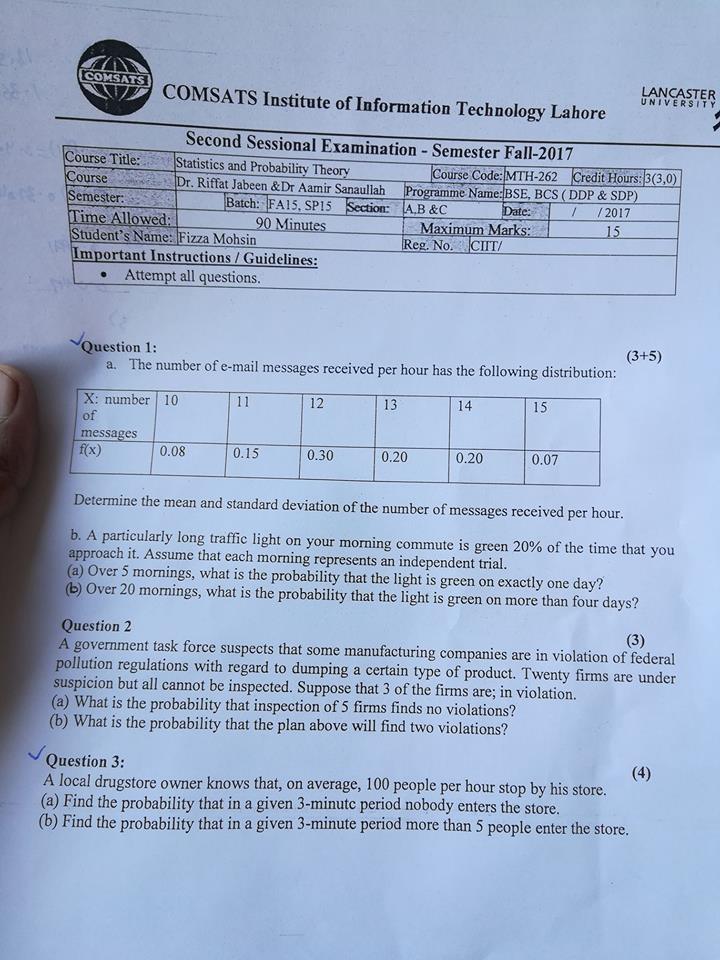 COMSATS
COMSATS Institute of Information Technology Lahore
LANCASTER
UNIVERSITY
Second Sessional Examination - Semester Fall-2017
Course Title: Statistics and Probability Theory Course Code: MTH-262 Credit Hours: 3(3,0)
Course Dr. Riffat Jabeen &Dr Aamir Sanaullah Programme Name: BSE, BCS ( DDP & SDP)
Semester: Batch: FA15, SP15 Section: A,B &C Date: / / 2017
Time Allowed: 90 Minutes Maximum Marks: 15
Student's Name: Fizza Mohsin Reg. No. CIIT/
Important Instructions / Guidelines:
• Attempt all questions.
Question 1: (3+5)
a. The number of e-mail messages received per hour has the following distribution:
X: number of messages 10 11 12 13 14 15
f(x) 0.08 0.15 0.30 0.20 0.20 0.07
Determine the mean and standard deviation of the number of messages received per hour.
b. A particularly long traffic light on your morning commute is green 20% of the time that you
approach it. Assume that each morning represents an independent trial.
(a) Over 5 mornings, what is the probability that the light is green on exactly one day?
(b) Over 20 mornings, what is the probability that the light is green on more than four days?
Question 2 (3)
A government task force suspects that some manufacturing companies are in violation of federal
pollution regulations with regard to dumping a certain type of product. Twenty firms are under
suspicion but all cannot be inspected. Suppose that 3 of the firms are; in violation.
(a) What is the probability that inspection of 5 firms finds no violations?
(b) What is the probability that the plan above will find two violations?
Question 3: (4)
A local drugstore owner knows that, on average, 100 people per hour stop by his store.
(a) Find the probability that in a given 3-minute period nobody enters the store.
(b) Find the probability that in a given 3-minute period more than 5 people enter the store.